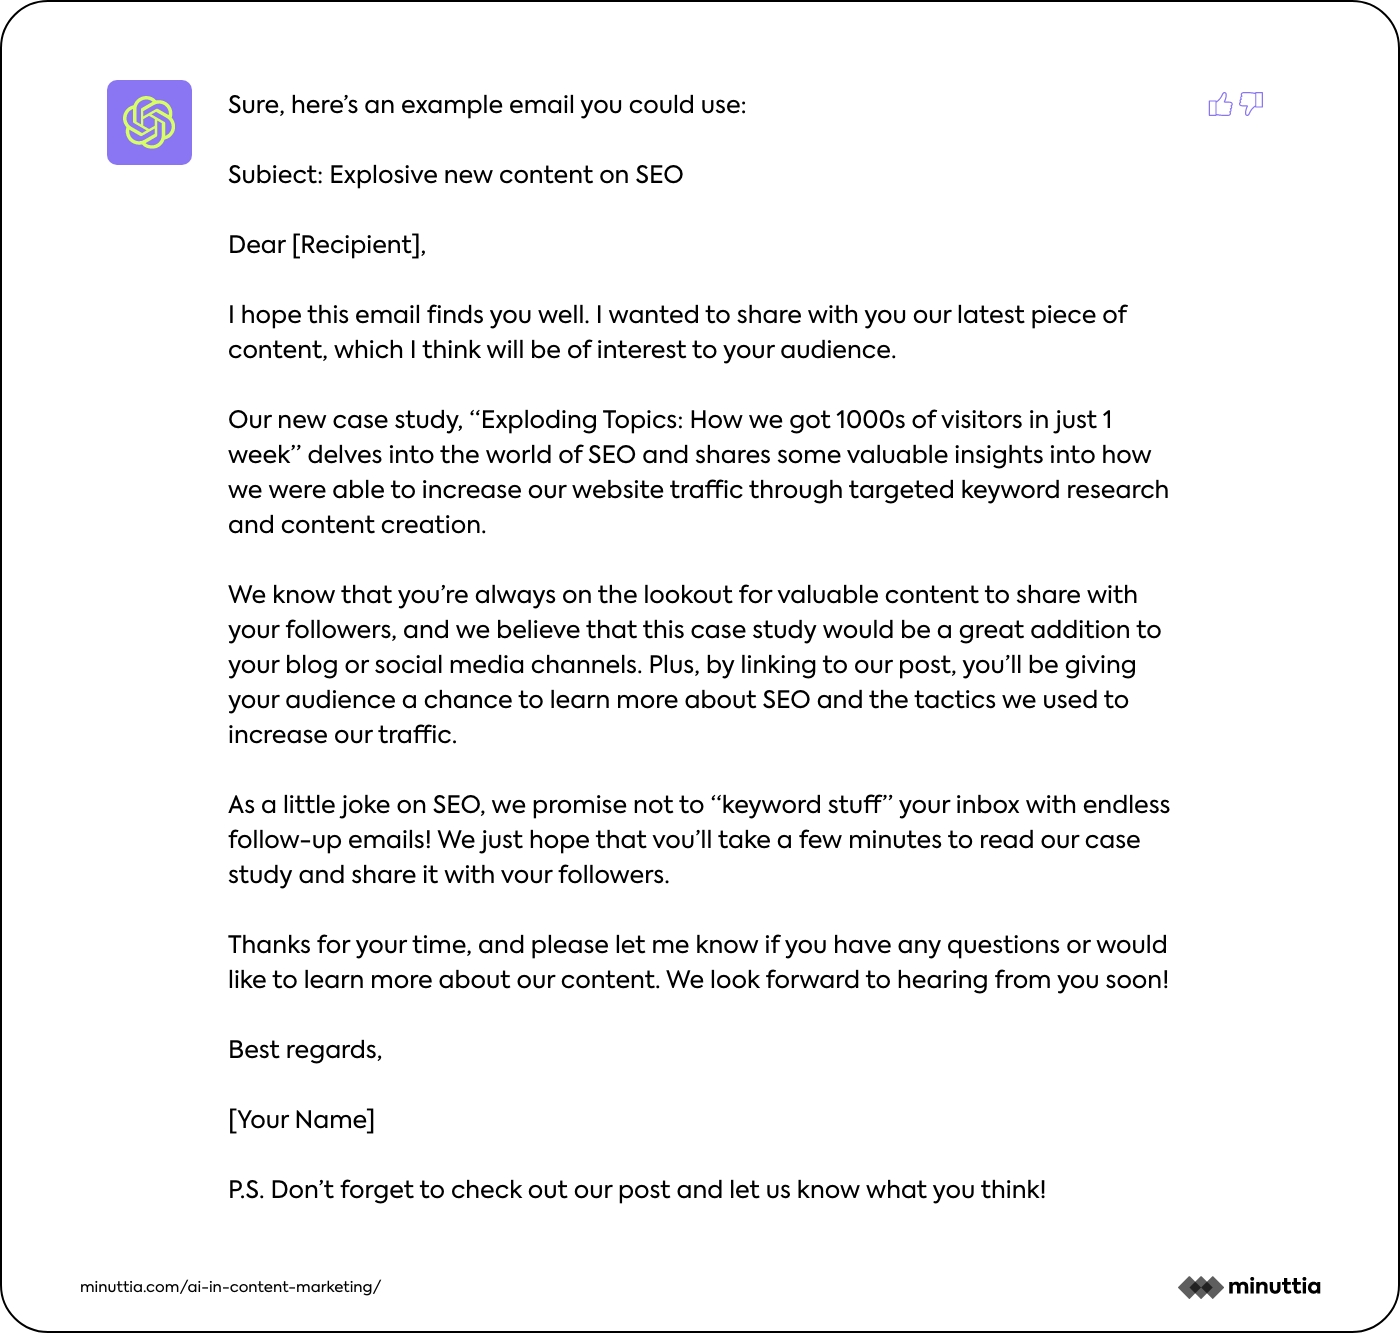 Sure, here’s an example email you could use:
Subiect: Explosive new content on SEO
Dear [Recipient],
I hope this email finds you well. I wanted to share with you our latest piece of
content, which I think will be of interest to your audience.
Our new case study, “Exploding Topics: How we got 1000s of visitors in just 1
week” delves into the world of SEO and shares some valuable insights into how
we were able to increase our website traffic through targeted keyword research
and content creation.
We know that you’re always on the lookout for valuable content to share with
your followers, and we believe that this case study would be a great addition to
your blog or social media channels. Plus, by linking to our post, you’ll be giving
your audience a chance to learn more about SEO and the tactics we used to
increase our traffic.
As a little joke on SEO, we promise not to “keyword stuff” your inbox with endless
follow-up emails! We just hope that vou’ll take a few minutes to read our case
study and share it with vour followers.
Thanks for your time, and please let me know if you have any questions or would
like to learn more about our content. We look forward to hearing from you soon!
Best regards,
[Your Name]
P.S. Don’t forget to check out our post and let us know what you think!
minuttia.com/ai-in-content-marketing/
minuttia